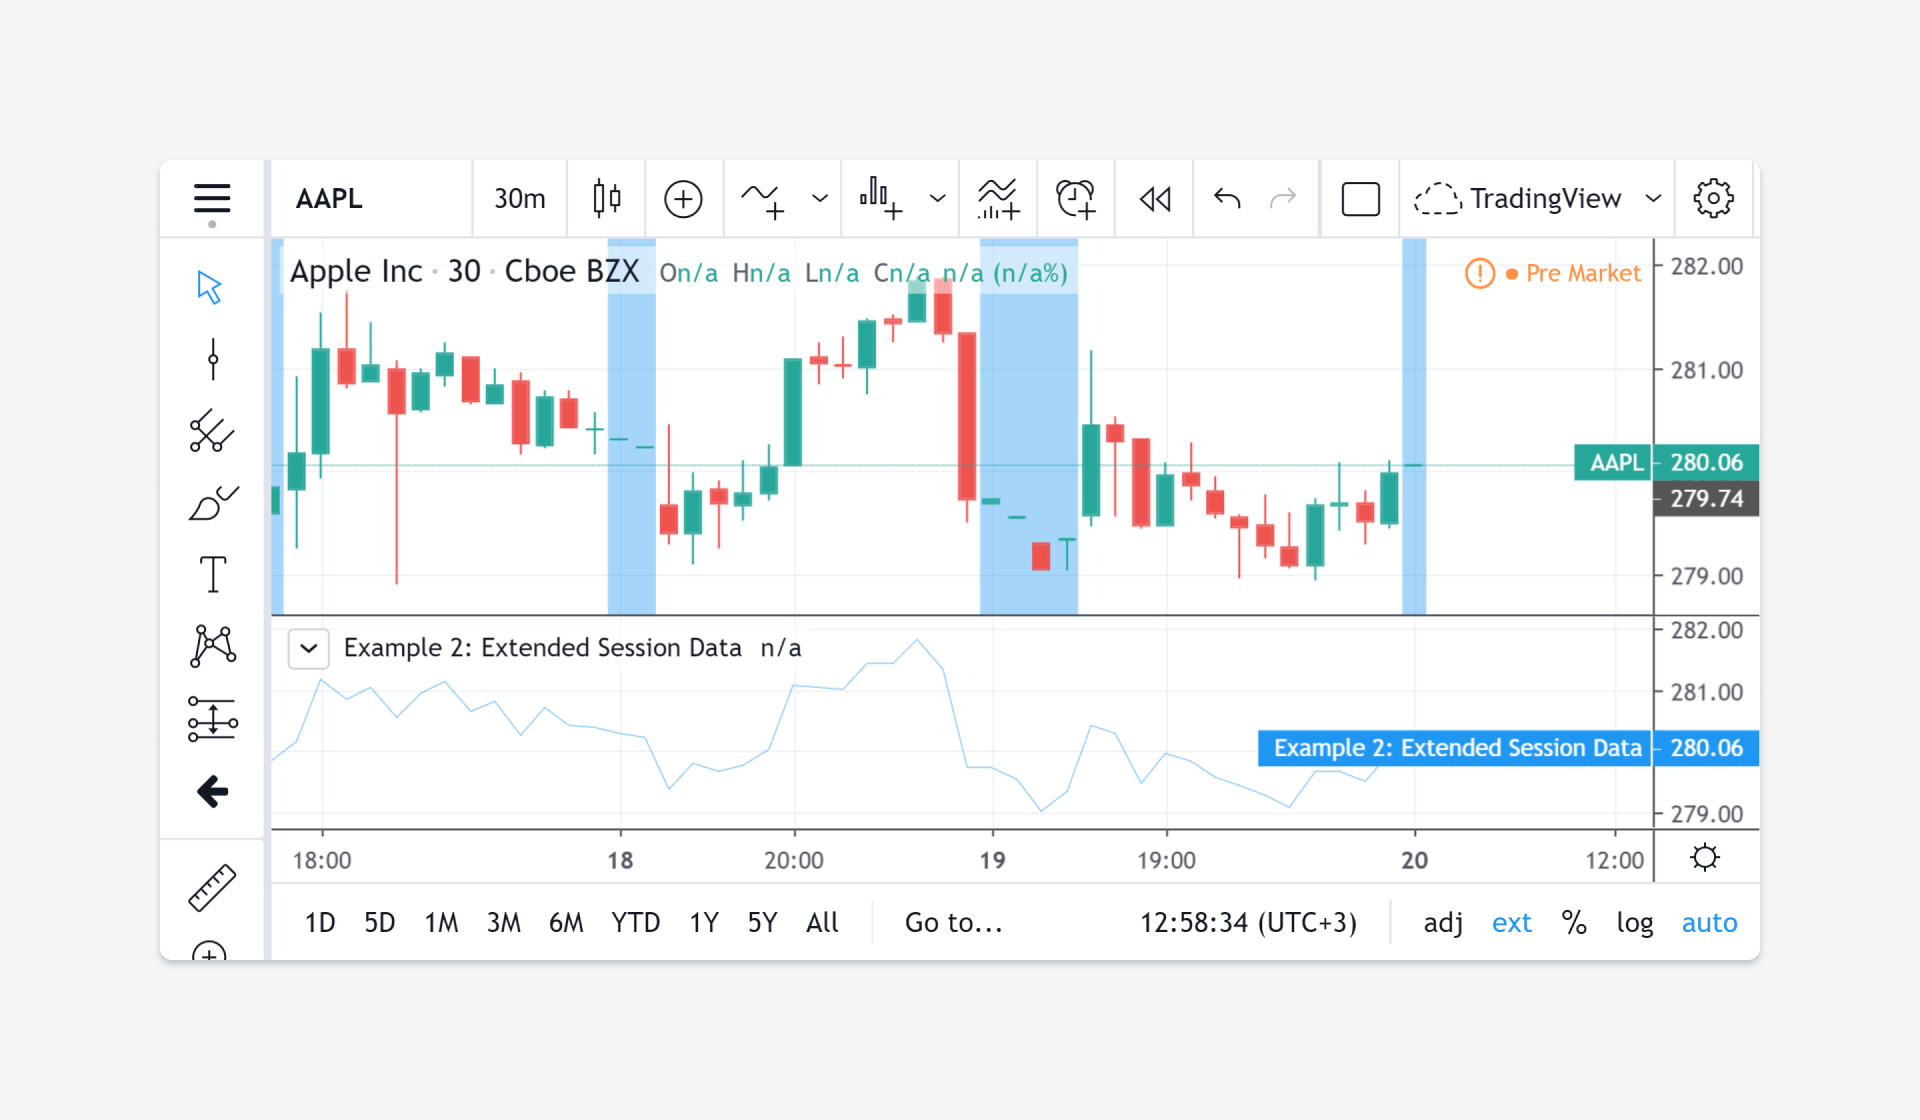 AAPL 30m TradingView
Apple Inc · 30 · Cboe BZX On/a Hn/a Ln/a Cn/a n/a (n/a%)
Pre Market
282.00
281.00
AAPL 280.06
279.74
279.00
Example 2: Extended Session Data n/a
282.00
281.00
Example 2: Extended Session Data 280.06
279.00
18:00 18 20:00 19 19:00 20 12:00
1D 5D 1M 3M 6M YTD 1Y 5Y All Go to... 12:58:34 (UTC+3) adj ext % log auto